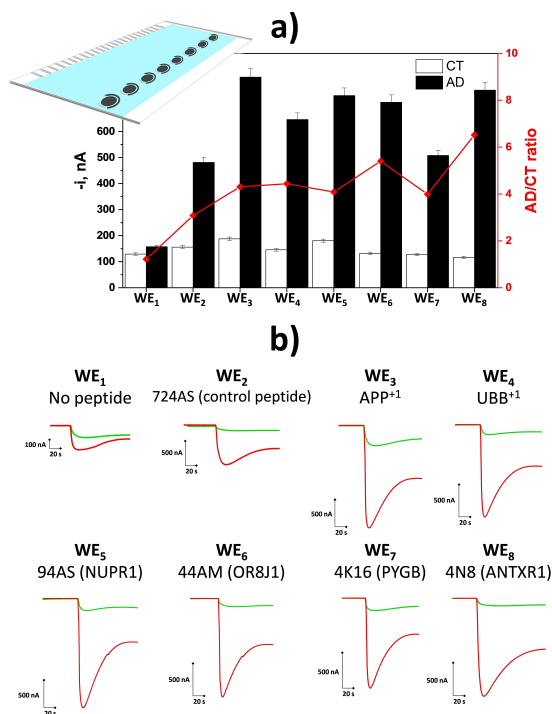 a)
CT
AD
-i, nA
600
500
400
300
200
100
0
10
8
6
4
2
0
AD/CT ratio
WE1 WE2 WE3 WE4 WE5 WE6 WE7 WE8
b)
WE1 WE2 WE3 WE4
No peptide 724AS (control peptide) APP+1 UBB+1
100 nA
20 s
500 nA
20 s
500 nA
20 s
500 nA
20 s
WE5 WE6 WE7 WE8
94AS (NUPR1) 44AM (OR8J1) 4K16 (PYGB) 4N8 (ANTXR1)
500 nA
20 s
500 nA
20 s
500 nA
20 s
500 nA
20 s